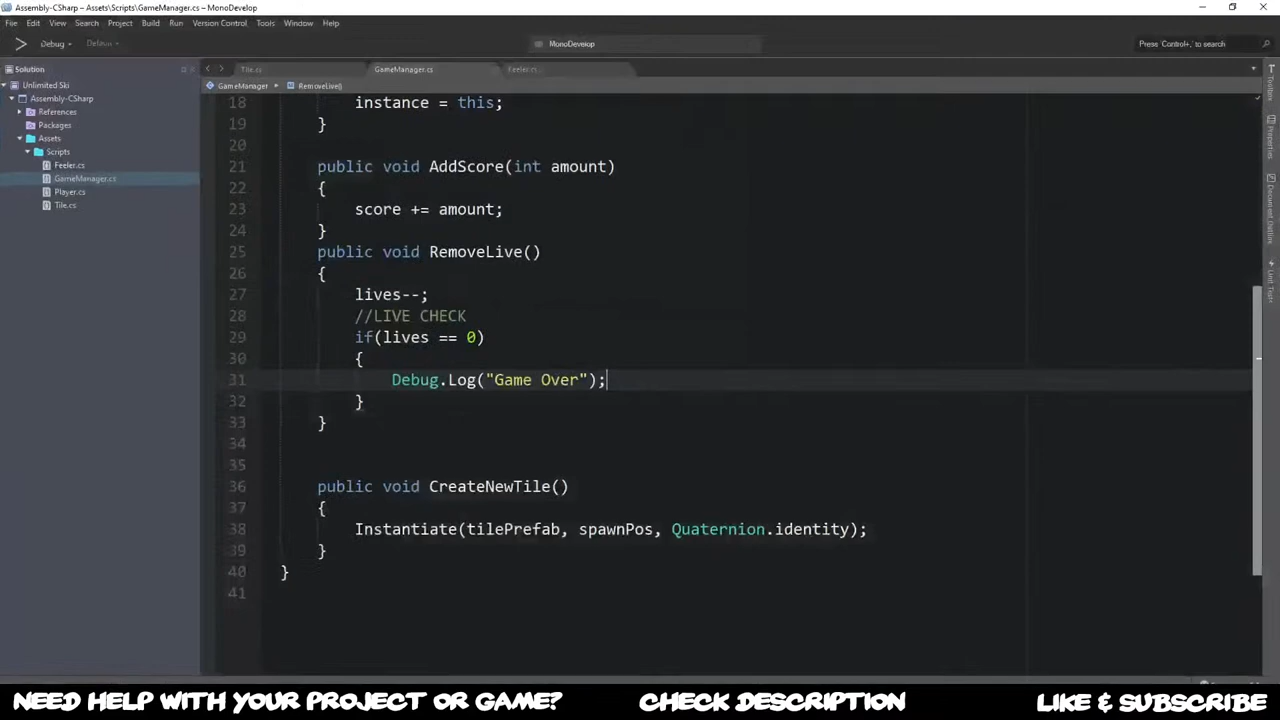 Assembly-CSharp – Assets\Scripts\GameManager.cs – MonoDevelop
File Edit View Search Project Build Run Version Control Tools Window Help
Debug MonoDevelop Press 'Control+,' to search
Solution
Tile.cs GameManager.cs Feeler.cs
GameManager RemoveLive()
Unlimited Ski
Assembly-CSharp
References
Packages
Assets
Scripts
Feeler.cs
GameManager.cs
Player.cs
Tile.cs
18 instance = this;
19 }
20
21 public void AddScore(int amount)
22 {
23 score += amount;
24 }
25 public void RemoveLive()
26 {
27 lives--;
28 //LIVE CHECK
29 if(lives == 0)
30 {
31 Debug.Log("Game Over");
32 }
33 }
34
35
36 public void CreateNewTile()
37 {
38 Instantiate(tilePrefab, spawnPos, Quaternion.identity);
39 }
40 }
41
Toolbox
Properties
Document Outline
Unit Tests
NEED HELP WITH YOUR PROJECT OR GAME? CHECK DESCRIPTION LIKE & SUBSCRIBE